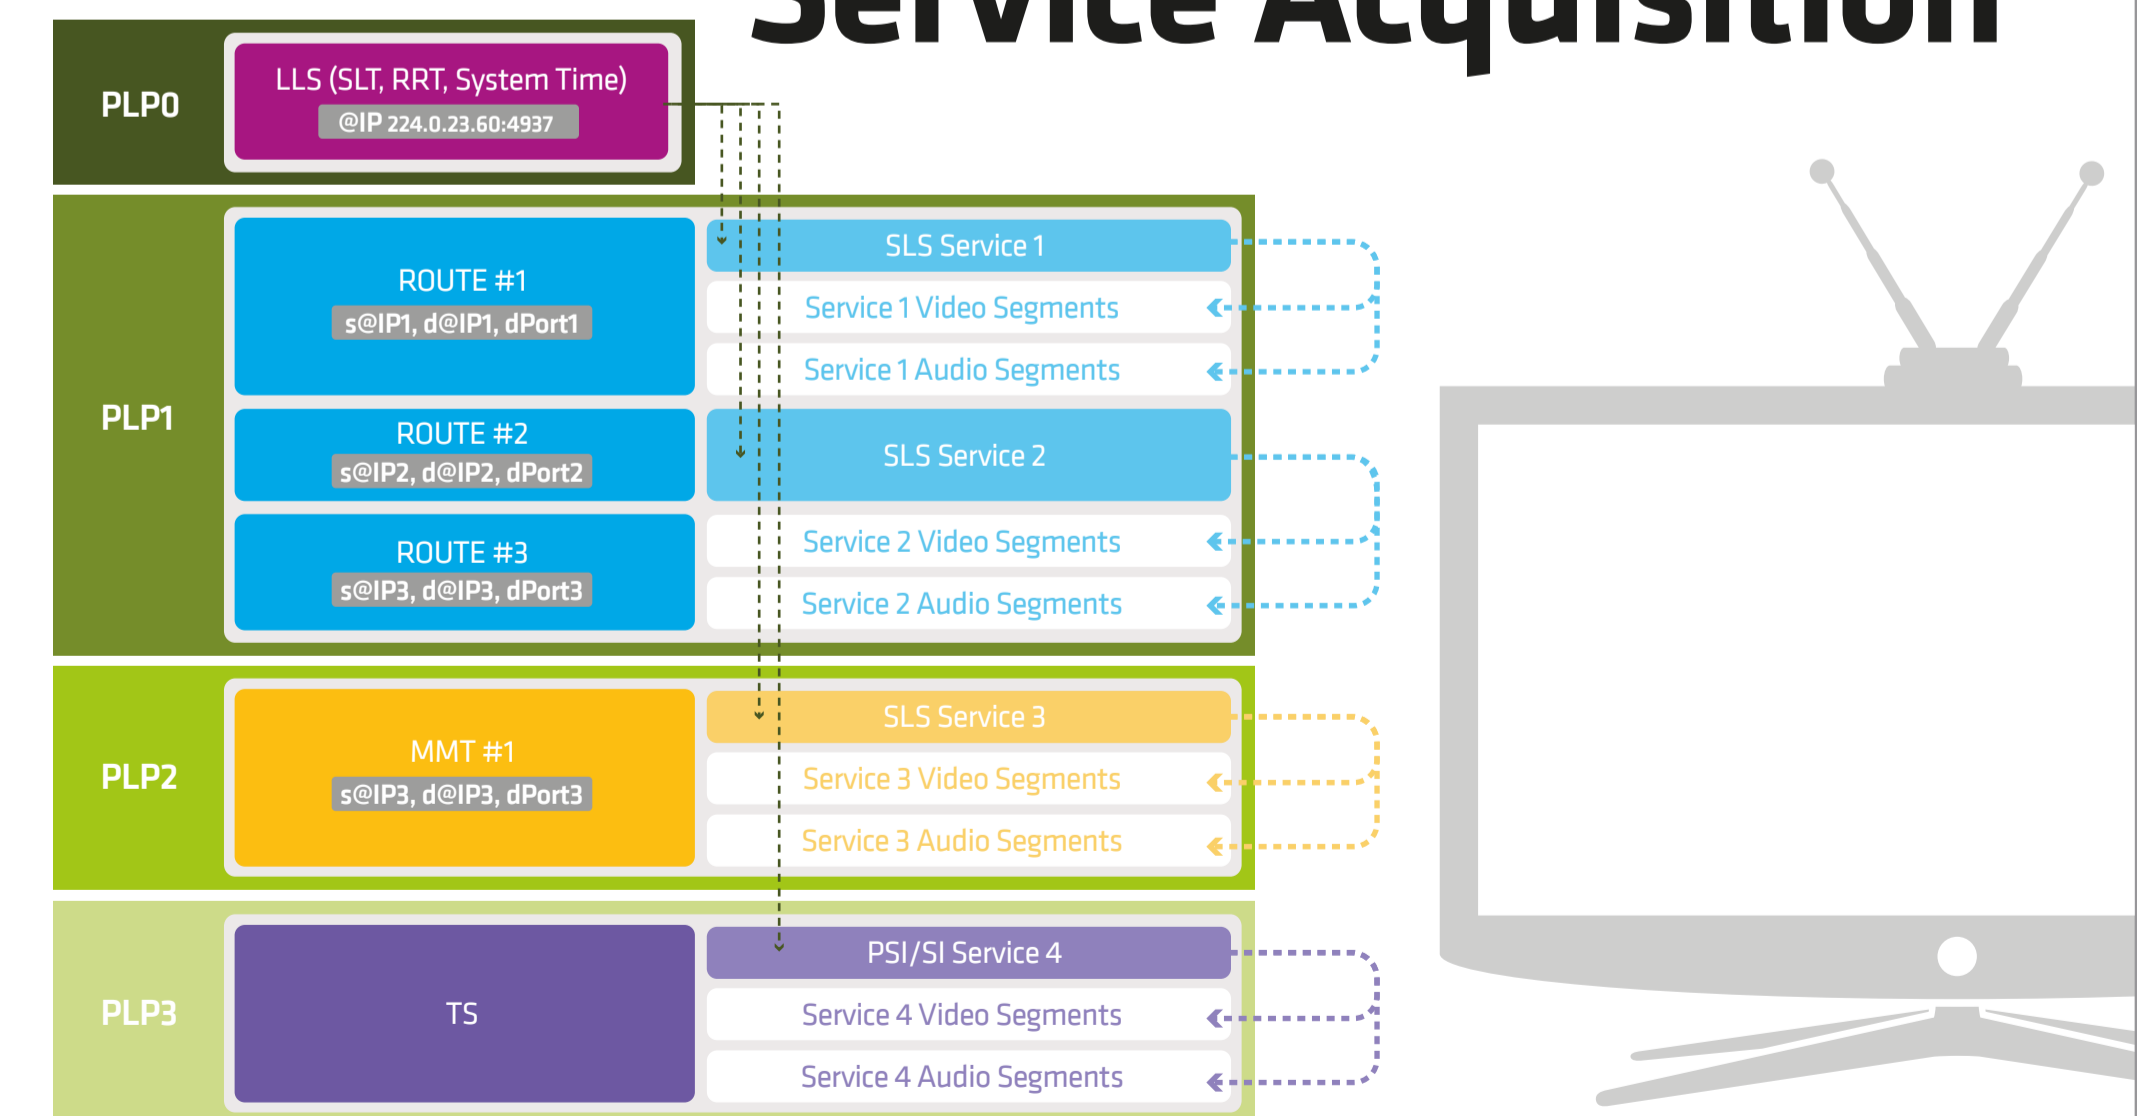 Service Acquisition
PLP0
LLS (SLT, RRT, System Time)
@IP 224.0.23.60:4937
PLP1
ROUTE #1
s@IP1, d@IP1, dPort1
SLS Service 1
Service 1 Video Segments
Service 1 Audio Segments
ROUTE #2
s@IP2, d@IP2, dPort2
SLS Service 2
ROUTE #3
s@IP3, d@IP3, dPort3
Service 2 Video Segments
Service 2 Audio Segments
PLP2
MMT #1
s@IP3, d@IP3, dPort3
SLS Service 3
Service 3 Video Segments
Service 3 Audio Segments
PLP3
TS
PSI/SI Service 4
Service 4 Video Segments
Service 4 Audio Segments